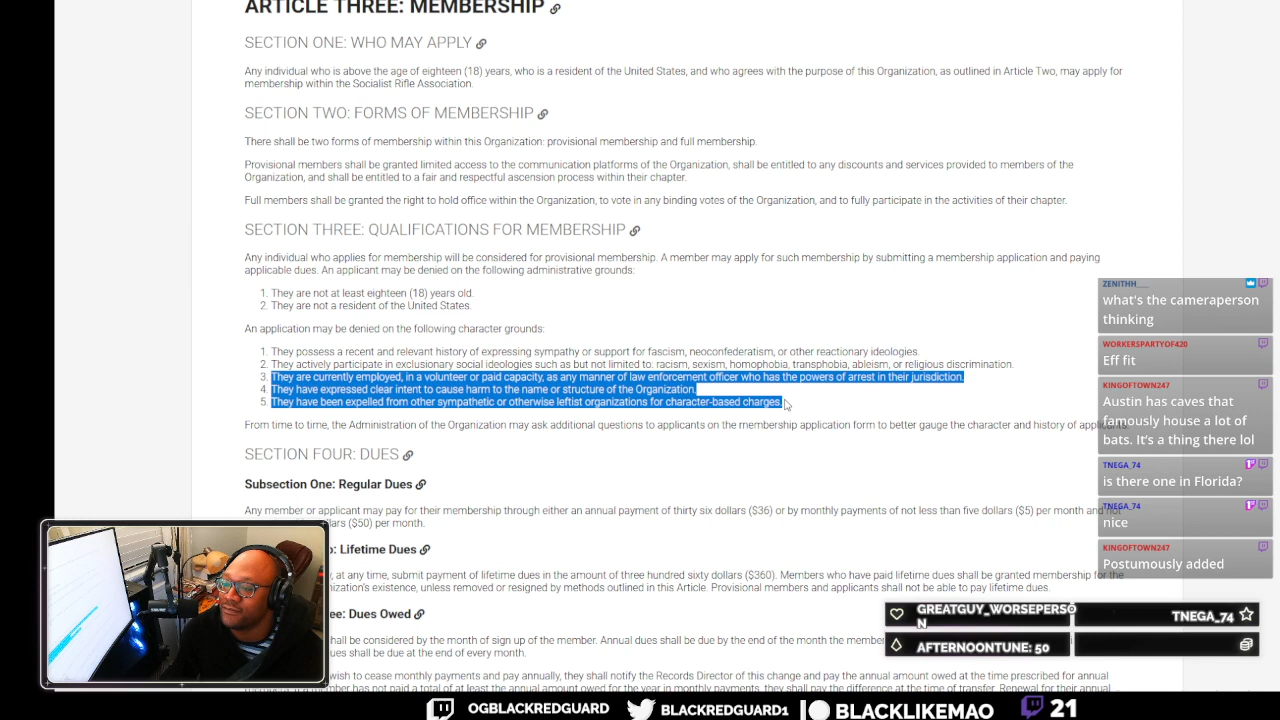 ARTICLE THREE: MEMBERSHIP
SECTION ONE: WHO MAY APPLY
Any individual who is above the age of eighteen (18) years, who is a resident of the United States, and who agrees with the purpose of this Organization, as outlined in Article Two, may apply for
membership within the Socialist Rifle Association.
SECTION TWO: FORMS OF MEMBERSHIP
There shall be two forms of membership within this Organization: provisional membership and full membership.
Provisional members shall be granted limited access to the communication platforms of the Organization, shall be entitled to any discounts and services provided to members of the
Organization, and shall be entitled to a fair and respectful ascension process within their chapter.
Full members shall be granted the right to hold office within the Organization, to vote in any binding votes of the Organization, and to fully participate in the activities of their chapter.
SECTION THREE: QUALIFICATIONS FOR MEMBERSHIP
Any individual who applies for membership will be considered for provisional membership. A member may apply for such membership by submitting a membership application and paying
applicable dues. An applicant may be denied on the following administrative grounds:
1. They are not at least eighteen (18) years old.
2. They are not a resident of the United States.
An application may be denied on the following character grounds:
1. They possess a recent and relevant history of expressing sympathy or support for fascism, neoconfederatism, or other reactionary ideologies.
2. They actively participate in exclusionary social ideologies such as but not limited to: racism, sexism, homophobia, transphobia, ableism, or religious discrimination.
3. They are currently employed, in a volunteer or paid capacity, as any manner of law enforcement officer who has the powers of arrest in their jurisdiction.
4. They have expressed clear intent to cause harm to the name or structure of the Organization.
5. They have been expelled from other sympathetic or otherwise leftist organizations for character-based charges.
From time to time, the Administration of the Organization may ask additional questions to applicants on the membership application form to better gauge the character and history of applicants.
SECTION FOUR: DUES
Subsection One: Regular Dues
Any member or applicant may pay for their membership through either an annual payment of thirty six dollars ($36) or by monthly payments of not less than five dollars ($5) per month and not
($50) per month.
Lifetime Dues
at any time, submit payment of lifetime dues in the amount of three hundred sixty dollars ($360). Members who have paid lifetime dues shall be granted membership for the
existence, unless removed or resigned by methods outlined in this Article. Provisional members and applicants shall not be able to pay lifetime dues.
Dues Owed
shall be considered by the month of sign up of the member. Annual dues shall be due by the end of the month the member
dues shall be due at the end of every month.
wish to cease monthly payments and pay annually, they shall notify the Records Director of this change and pay the annual amount owed at the time prescribed for annual
has not paid a total of at least the annual amount owed for the year in monthly payments, they shall pay the difference at the time of transfer. Renewal for their annual
ZENITHH___
what's the cameraperson
thinking
WORKERSPARTYOF420
Eff fit
KINGOFTOWN247
Austin has caves that
famously house a lot of
bats. It's a thing there lol
TNEGA_74
is there one in Florida?
TNEGA_74
nice
KINGOFTOWN247
Postumously added
GREATGUY_WORSEPERSO
N
TNEGA_74
AFTERNOONTUNE: 50
OGBLACKREDGUARD
BLACKREDGUARD1
BLACKLIKEMAO
21